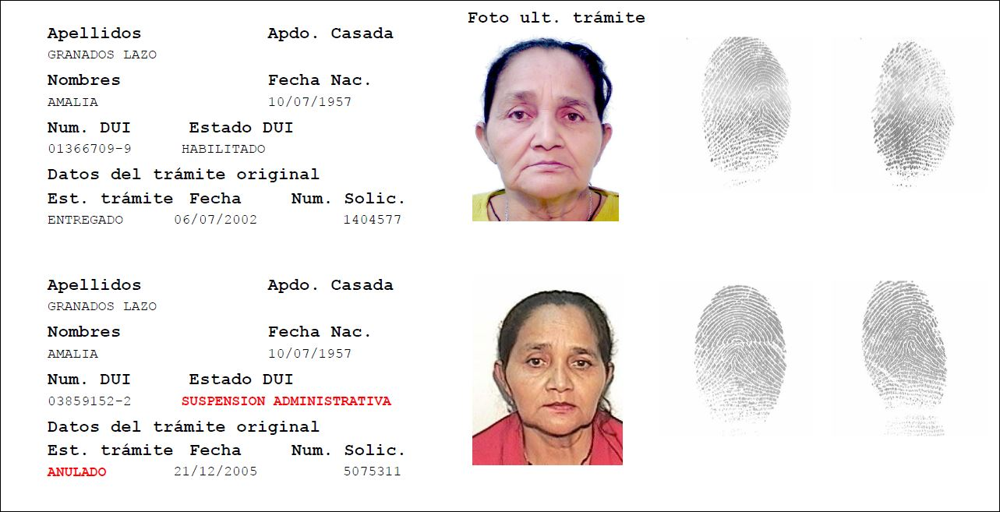 Foto ult. trámite
Apellidos Apdo. Casada
GRANADOS LAZO
Nombres Fecha Nac.
AMALIA 10/07/1957
Num. DUI Estado DUI
01366709-9 HABILITADO
Datos del trámite original
Est. trámite Fecha Num. Solic.
ENTREGADO 06/07/2002 1404577
Apellidos Apdo. Casada
GRANADOS LAZO
Nombres Fecha Nac.
AMALIA 10/07/1957
Num. DUI Estado DUI
03859152-2 SUSPENSION ADMINISTRATIVA
Datos del trámite original
Est. trámite Fecha Num. Solic.
ANULADO 21/12/2005 5075311